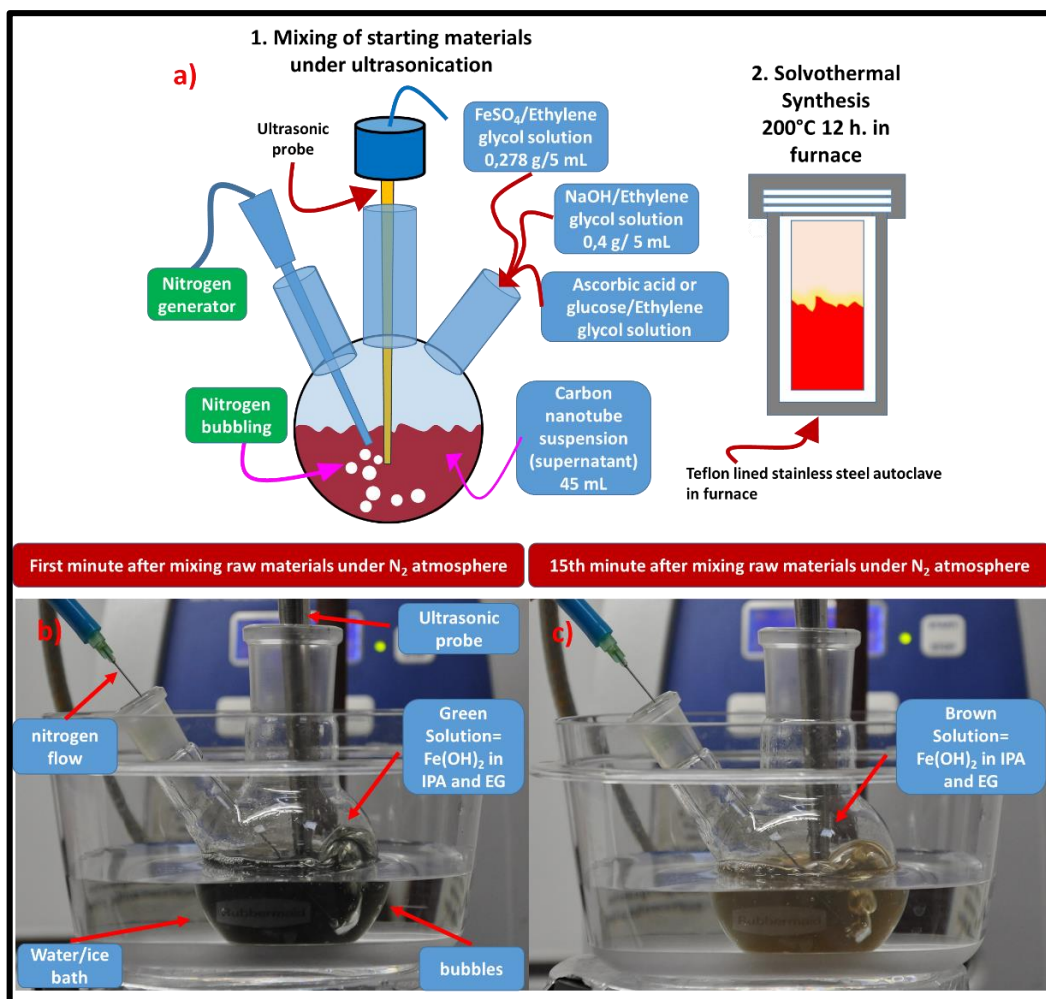 1. Mixing of starting materials
under ultrasonication
a)
Ultrasonic
probe
FeSO₄/Ethylene
glycol solution
0,278 g/5 mL
NaOH/Ethylene
glycol solution
0,4 g/ 5 mL
Ascorbic acid or
glucose/Ethylene
glycol solution
Nitrogen
generator
Nitrogen
bubbling
Carbon
nanotube
suspension
(supernatant)
45 mL
2. Solvothermal
Synthesis
200°C 12 h. in
furnace
Teflon lined stainless steel autoclave
in furnace
First minute after mixing raw materials under N₂ atmosphere
15th minute after mixing raw materials under N₂ atmosphere
b)
Ultrasonic
probe
nitrogen
flow
Green
Solution=
Fe(OH)₂ in
IPA and EG
Rubbermaid
Water/ice
bath
bubbles
c)
Brown
Solution=
Fe(OH)₂ in
IPA and EG
Rubbermaid